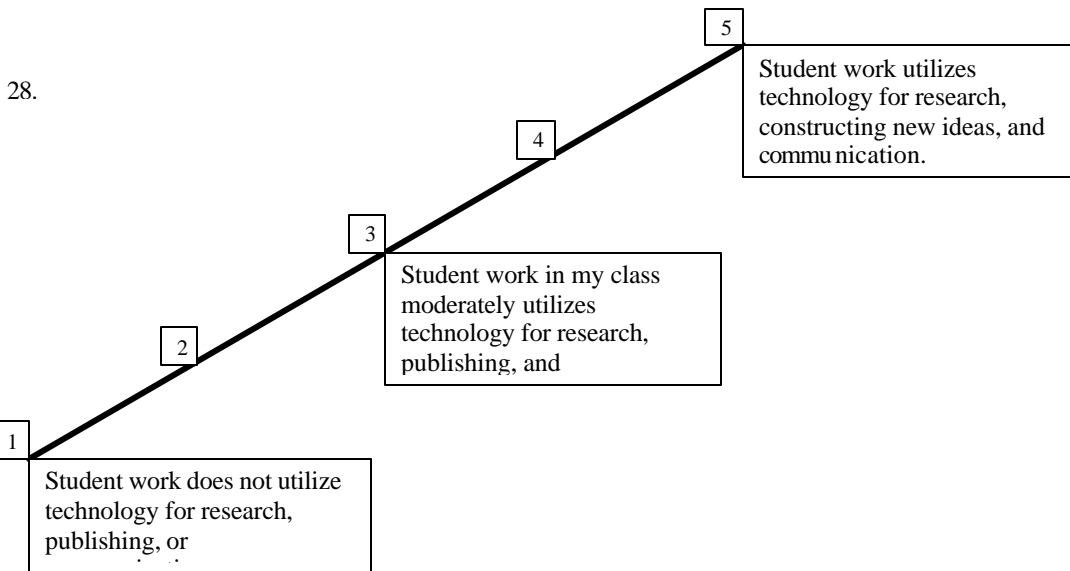 5
Student work utilizes
technology for research,
constructing new ideas, and
communication.
28.
4
3
Student work in my class
moderately utilizes
technology for research,
publishing, and
2
1
Student work does not utilize
technology for research,
publishing, or